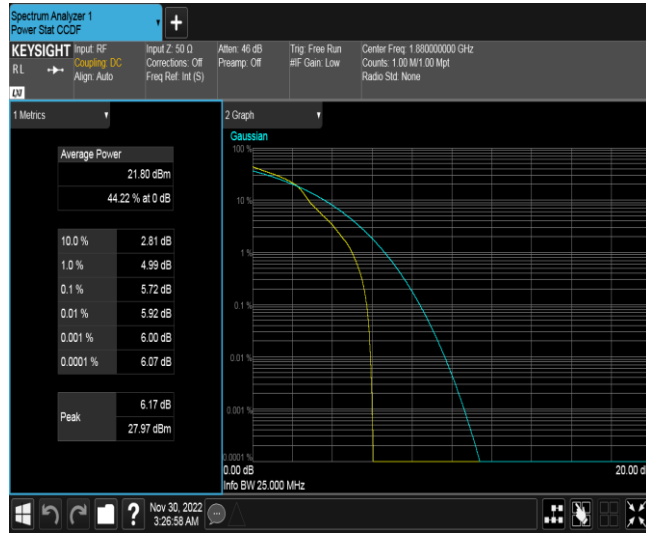 Spectrum Analyzer 1
Power Stat CCDF
+
KEYSIGHT
Input: RF
Coupling: DC
Align: Auto
RL
LXI
Input Z: 50 Ω
Corrections: Off
Freq Ref: Int (S)
Atten: 46 dB
Preamp: Off
Trig: Free Run
#IF Gain: Low
Center Freq: 1.880000000 GHz
Counts: 1.00 M/1.00 Mpt
Radio Std: None
1 Metrics
Average Power
21.80 dBm
44.22 % at 0 dB
10.0 % 2.81 dB
1.0 % 4.99 dB
0.1 % 5.72 dB
0.01 % 5.92 dB
0.001 % 6.00 dB
0.0001 % 6.07 dB
Peak
6.17 dB
27.97 dBm
2 Graph
Gaussian
100 %
10 %
1 %
0.1 %
0.01 %
0.001 %
0.0001 %
0.00 dB
20.00 d
Info BW 25.000 MHz
?
Nov 30, 2022
3:26:58 AM